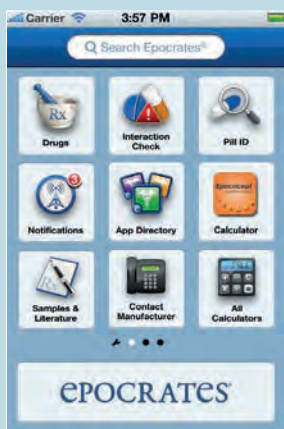 Carrier 3:57 PM
Search Epocrates®
Rx
Drugs
Interaction
Check
Pill ID
3
Notifications
App Directory
Epoconcept
Calculator
Rx
Samples &
Literature
Contact
Manufacturer
All
Calculators
EPOCRATES